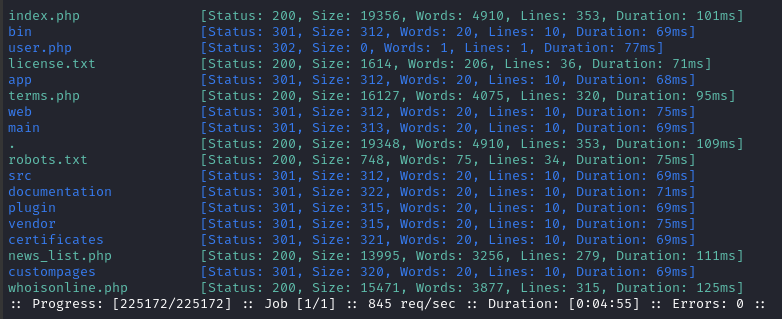 index.php [Status: 200, Size: 19356, Words: 4910, Lines: 353, Duration: 101ms]
bin [Status: 301, Size: 312, Words: 20, Lines: 10, Duration: 69ms]
user.php [Status: 302, Size: 0, Words: 1, Lines: 1, Duration: 77ms]
license.txt [Status: 200, Size: 1614, Words: 206, Lines: 36, Duration: 71ms]
app [Status: 301, Size: 312, Words: 20, Lines: 10, Duration: 68ms]
terms.php [Status: 200, Size: 16127, Words: 4075, Lines: 320, Duration: 95ms]
web [Status: 301, Size: 312, Words: 20, Lines: 10, Duration: 75ms]
main [Status: 301, Size: 313, Words: 20, Lines: 10, Duration: 69ms]
. [Status: 200, Size: 19348, Words: 4910, Lines: 353, Duration: 109ms]
robots.txt [Status: 200, Size: 748, Words: 75, Lines: 34, Duration: 75ms]
src [Status: 301, Size: 312, Words: 20, Lines: 10, Duration: 69ms]
documentation [Status: 301, Size: 322, Words: 20, Lines: 10, Duration: 71ms]
plugin [Status: 301, Size: 315, Words: 20, Lines: 10, Duration: 69ms]
vendor [Status: 301, Size: 315, Words: 20, Lines: 10, Duration: 75ms]
certificates [Status: 301, Size: 321, Words: 20, Lines: 10, Duration: 69ms]
news_list.php [Status: 200, Size: 13995, Words: 3256, Lines: 279, Duration: 111ms]
custompages [Status: 301, Size: 320, Words: 20, Lines: 10, Duration: 69ms]
whoisonline.php [Status: 200, Size: 15471, Words: 3877, Lines: 315, Duration: 125ms]
:: Progress: [225172/225172] :: Job [1/1] :: 845 req/sec :: Duration: [0:04:55] :: Errors: 0 ::